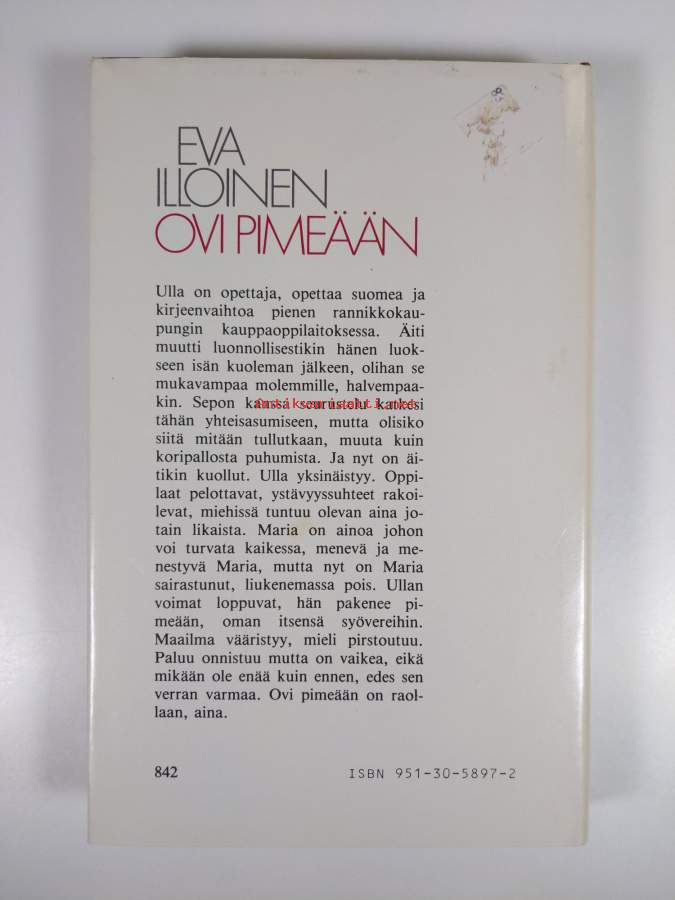 EVA
ILLOINEN
OVI PIMEÄÄN
Ulla on opettaja, opettaa suomea ja
kirjeenvaihtoa pienen rannikkokau-
pungin kauppaoppilaitoksessa. Äiti
muutti luonnollisestikin hänen luok-
seen isän kuoleman jälkeen, olihan se
mukavampaa molemmille, halvempaa-
kin. Sepon kanssa seurustelu katkesi
Antikvariaatti.net
tähän yhteisasumiseen, mutta olisiko
siitä mitään tullutkaan, muuta kuin
koripallosta puhumista. Ja nyt on äi-
tikin kuollut. Ulla yksinäistyy. Oppi-
laat pelottavat, ystävyyssuhteet rakoi-
levat, miehissä tuntuu olevan aina jo-
tain likaista. Maria on ainoa johon
voi turvata kaikessa, menevä ja me-
nestyvä Maria, mutta nyt on Maria
sairastunut, liukenemassa pois. Ullan
voimat loppuvat, hän pakenee pi-
meään, oman itsensä syövereihin.
Maailma vääristyy, mieli pirstoutuu.
Paluu onnistuu mutta on vaikea, eikä
mikään ole enää kuin ennen, edes sen
verran varmaa. Ovi pimeään on raol-
laan, aina.
842
ISBN 951-30-5897-2